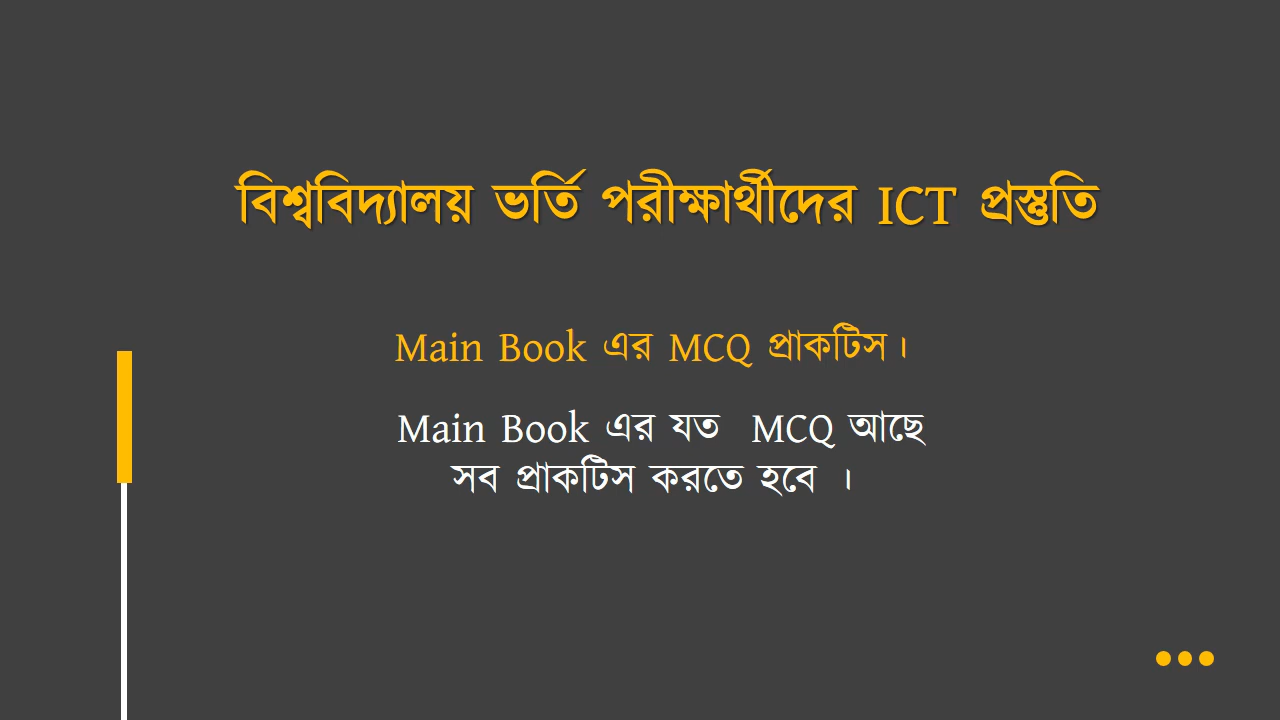 বিশ্ববিদ্যালয় ভর্তি পরীক্ষার্থীদের ICT প্রস্তুতি
Main Book এর MCQ প্রাকটিস।
Main Book এর যত MCQ আছে
সব প্রাকটিস করতে হবে ।